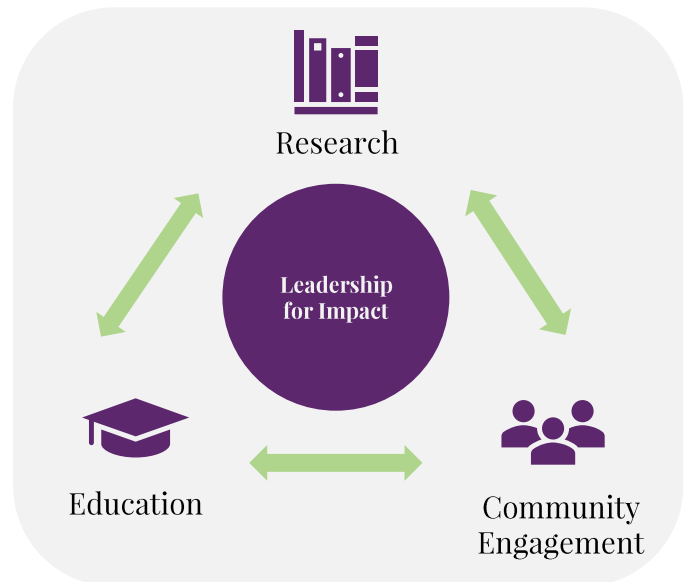 Research
Leadership
for Impact
Education
Community
Engagement